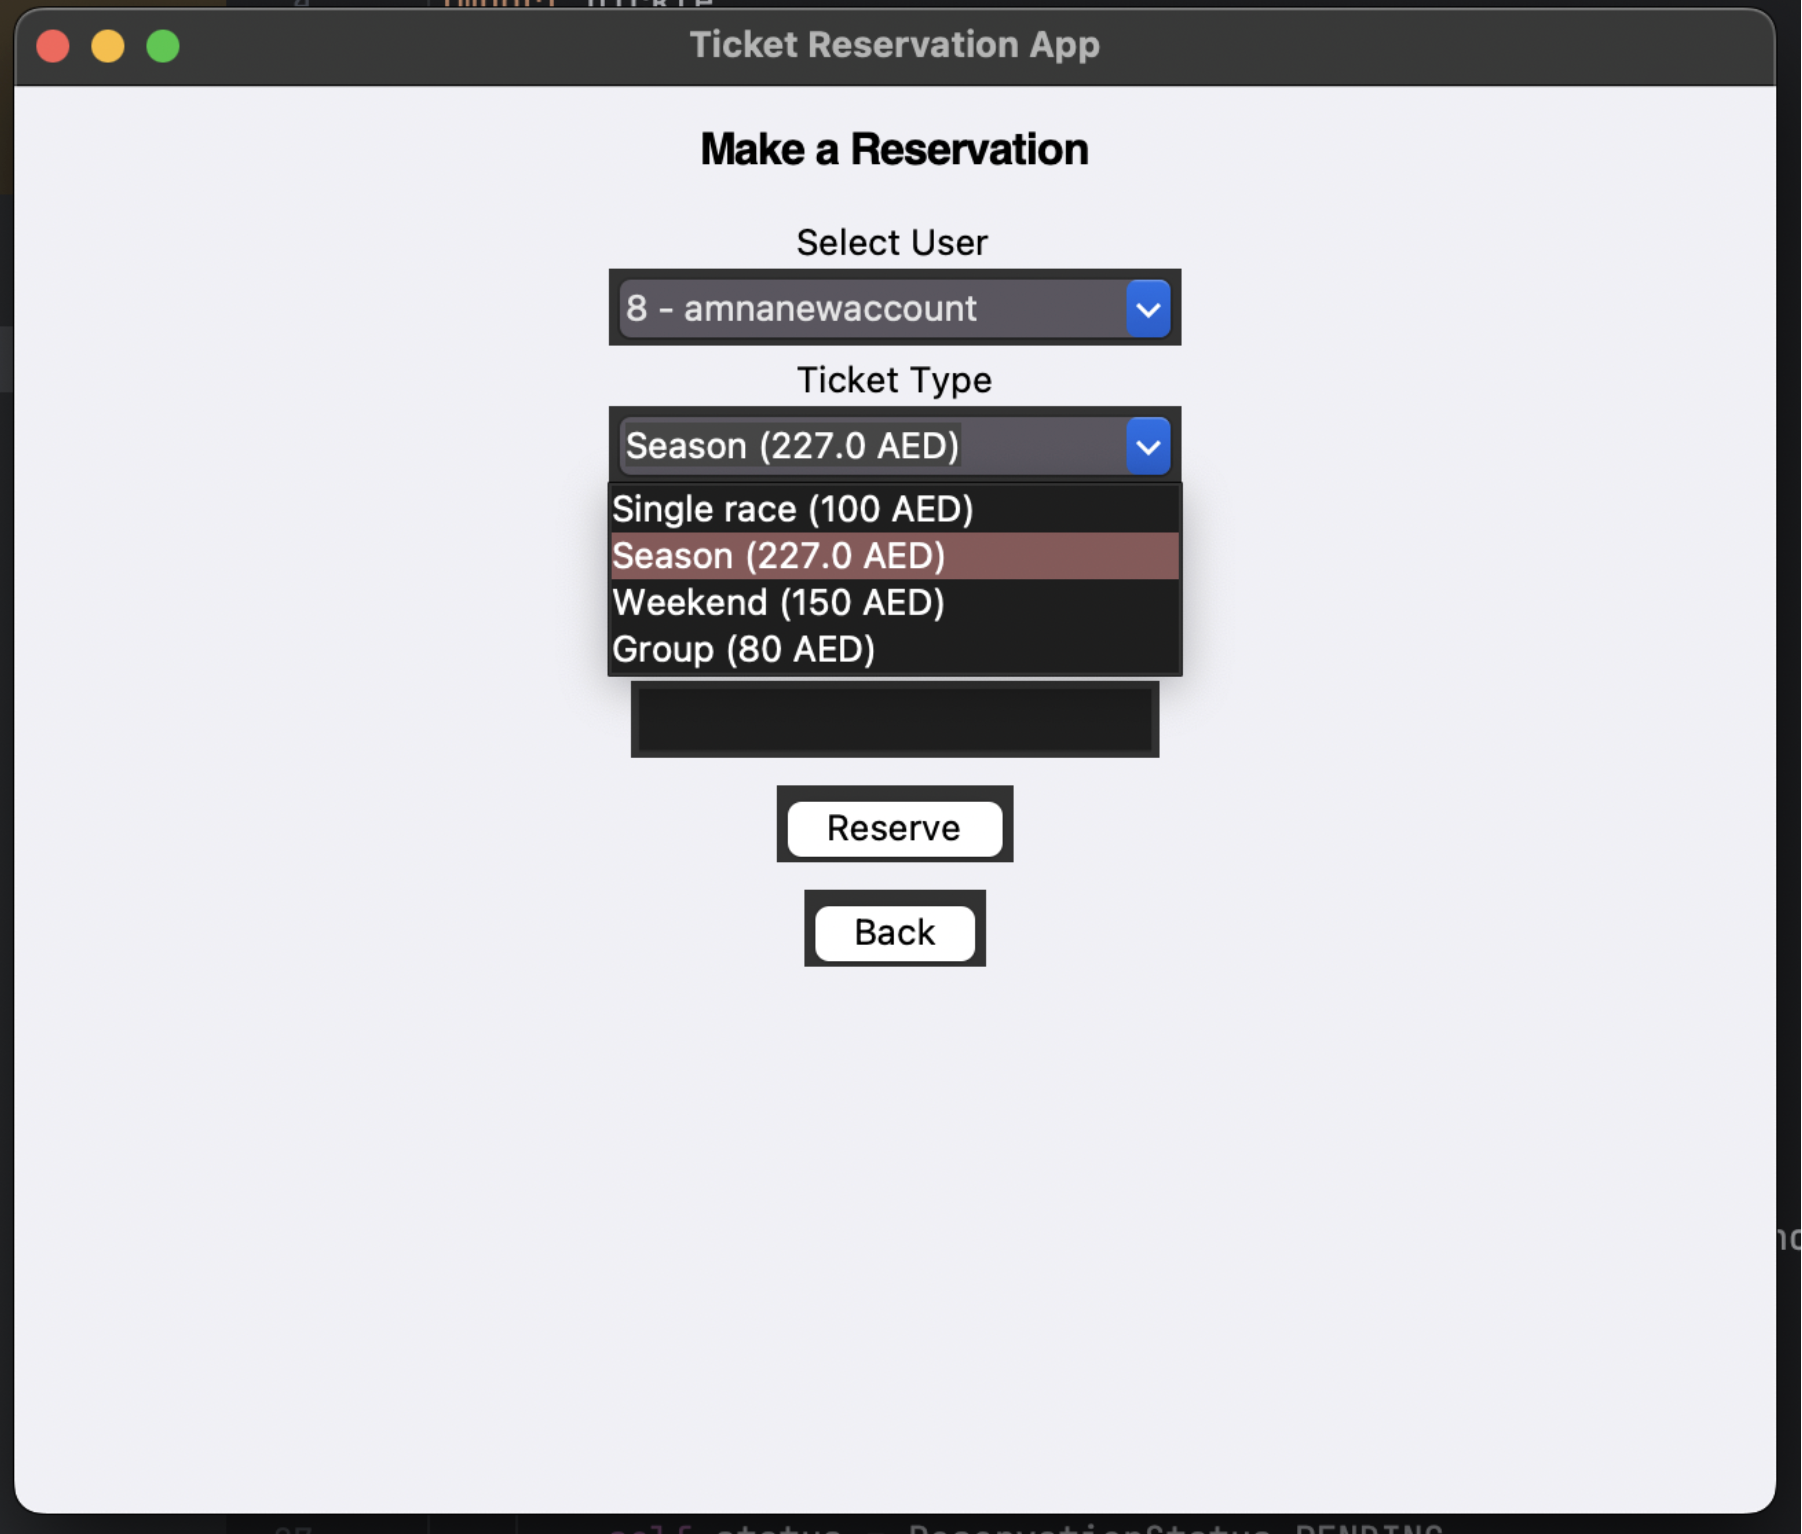 Ticket Reservation App
Make a Reservation
Select User
8 - amnanewaccount
Ticket Type
Season (227.0 AED)
Single race (100 AED)
Season (227.0 AED)
Weekend (150 AED)
Group (80 AED)
Reserve
Back